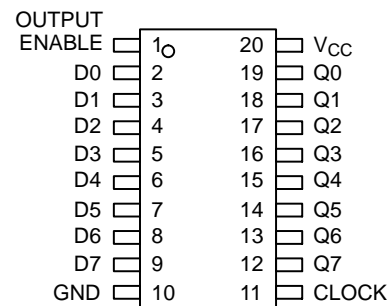 OUTPUT
ENABLE 1 20 VCC
D0 2 19 Q0
D1 3 18 Q1
D2 4 17 Q2
D3 5 16 Q3
D4 6 15 Q4
D5 7 14 Q5
D6 8 13 Q6
D7 9 12 Q7
GND 10 11 CLOCK